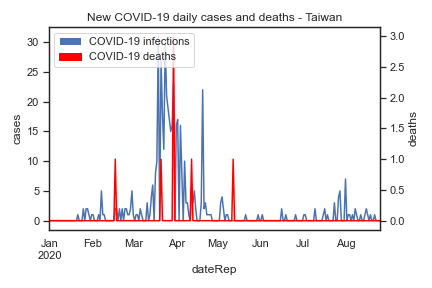 New COVID-19 daily cases and deaths - Taiwan
COVID-19 infections
COVID-19 deaths
cases
30
25
20
15
10
5
0
deaths
3.0
2.5
2.0
1.5
1.0
0.5
0.0
Jan Feb Mar Apr May Jun Jul Aug
2020
dateRep